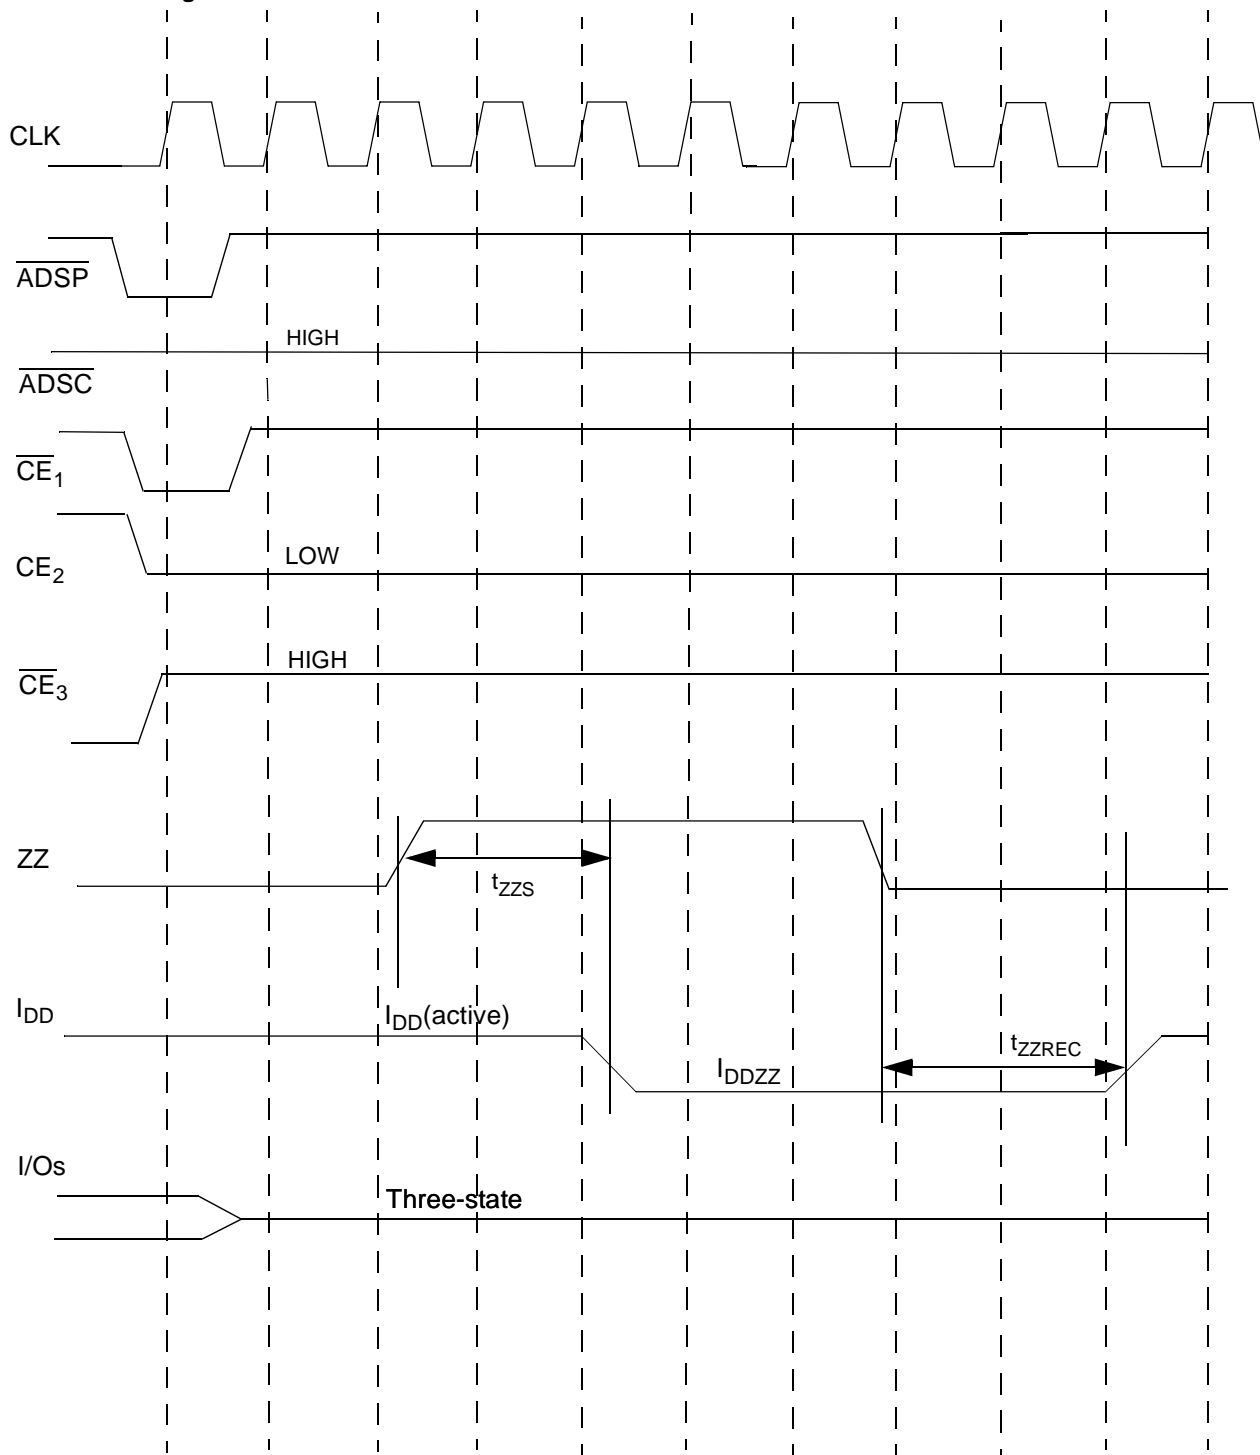 CLK
ADSP
HIGH
ADSC
CE1
LOW
CE2
HIGH
CE3
ZZ
tZZS
IDD
IDD(active)
tZZREC
IDDZZ
I/Os
Three-state